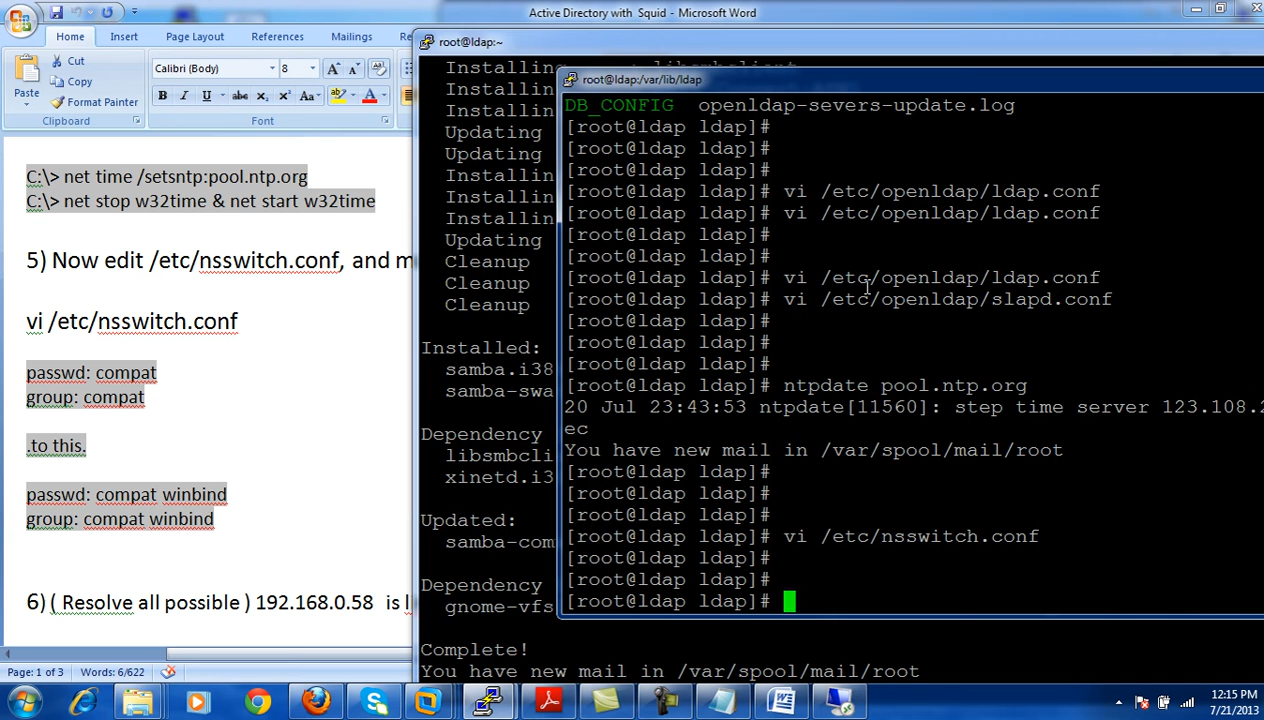 Active Directory with Squid - Microsoft Word
Home
Insert
Page Layout
References
Mailings
Paste
Cut
Copy
Format Painter
Clipboard
Calibri (Body)
8
Font
C:\> net time /setsntp:pool.ntp.org
C:\> net stop w32time & net start w32time
5) Now edit /etc/nsswitch.conf, and m
vi /etc/nsswitch.conf
passwd: compat
group: compat
.to this.
passwd: compat winbind
group: compat winbind
6) ( Resolve all possible ) 192.168.0.58 is l
Page: 1 of 3
Words: 6/622
root@ldap:~
Installing
Installin
Installin
Updating
Updating
Installin
Installin
Installin
Updating
Cleanup
Cleanup
Cleanup
Installed:
samba.i38
samba-swa
Dependency
libsmbcli
xinetd.i3
Updated:
samba-com
Dependency
gnome-vfs
Complete!
You have new mail in /var/spool/mail/root
root@ldap:/var/lib/ldap
DB_CONFIG openldap-severs-update.log
[root@ldap ldap]#
[root@ldap ldap]#
[root@ldap ldap]#
[root@ldap ldap]# vi /etc/openldap/ldap.conf
[root@ldap ldap]# vi /etc/openldap/ldap.conf
[root@ldap ldap]#
[root@ldap ldap]#
[root@ldap ldap]# vi /etc/openldap/ldap.conf
[root@ldap ldap]# vi /etc/openldap/slapd.conf
[root@ldap ldap]#
[root@ldap ldap]#
[root@ldap ldap]#
[root@ldap ldap]# ntpdate pool.ntp.org
20 Jul 23:43:53 ntpdate[11560]: step time server 123.108.2
ec
You have new mail in /var/spool/mail/root
[root@ldap ldap]#
[root@ldap ldap]#
[root@ldap ldap]#
[root@ldap ldap]# vi /etc/nsswitch.conf
[root@ldap ldap]#
[root@ldap ldap]#
[root@ldap ldap]#
12:15 PM
7/21/2013